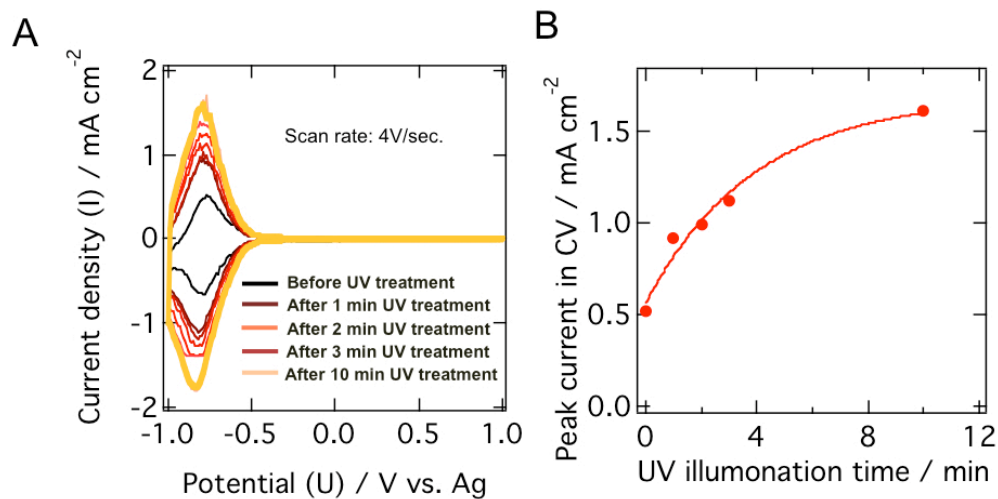 A
Current density (I) / mA cm-2
2
1
0
-1
-2
Scan rate: 4V/sec.
Before UV treatment
After 1 min UV treatment
After 2 min UV treatment
After 3 min UV treatment
After 10 min UV treatment
-1.0 -0.5 0.0 0.5 1.0
Potential (U) / V vs. Ag
B
Peak current in CV / mA cm-2
1.5
1.0
0.5
0.0
0 4 8 12
UV illumonation time / min